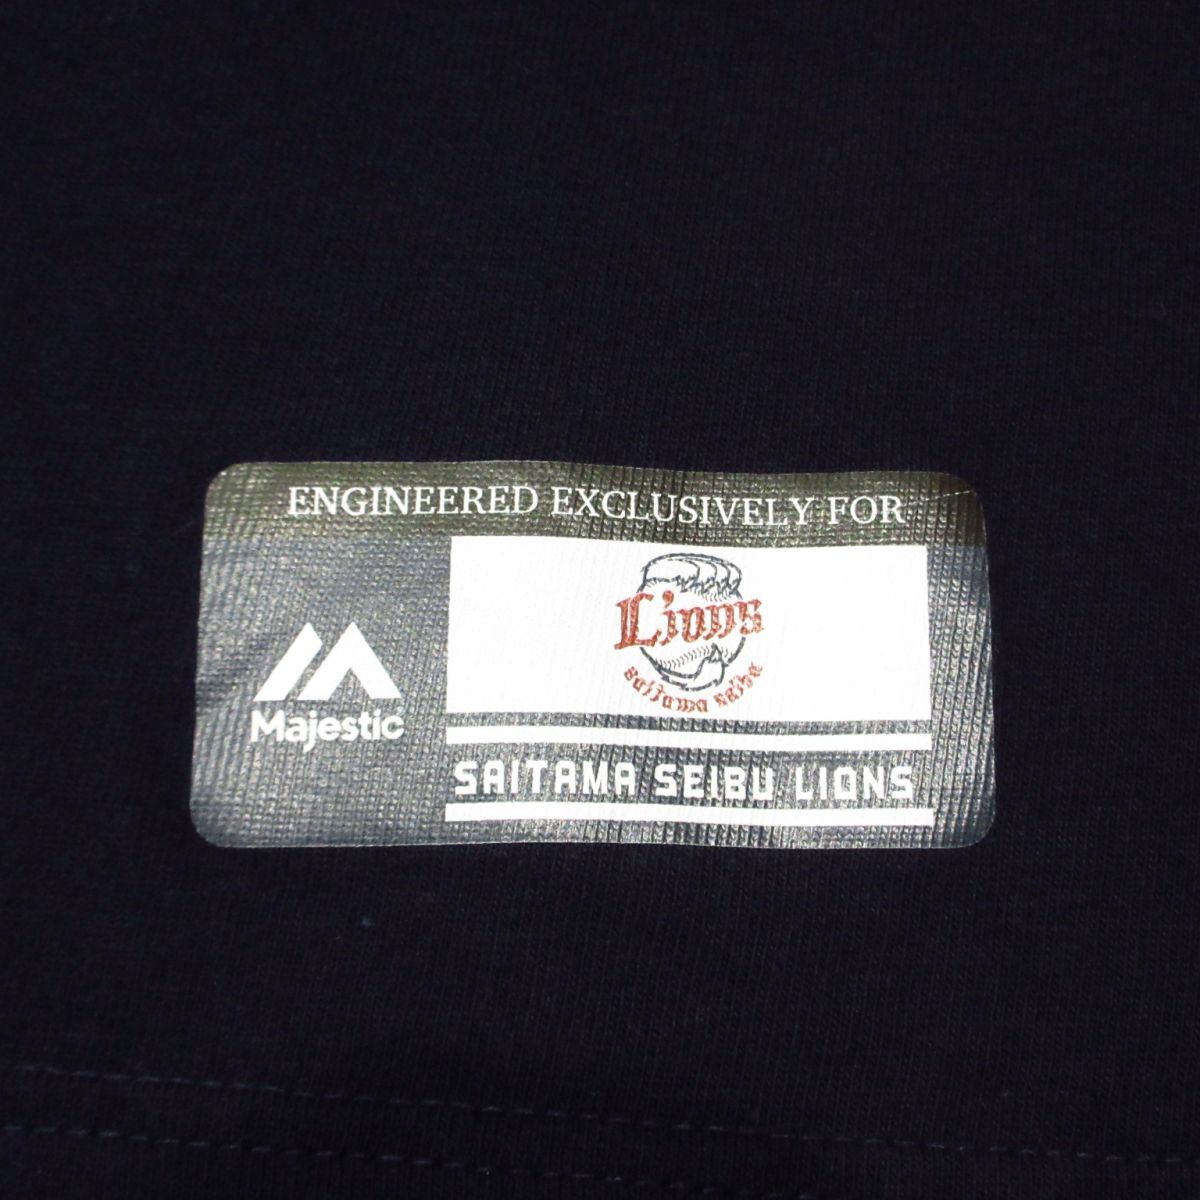 ENGINEERED EXCLUSIVELY FOR
Majestic
Lions
saitama seibu
SAITAMA SEIBU LIONS